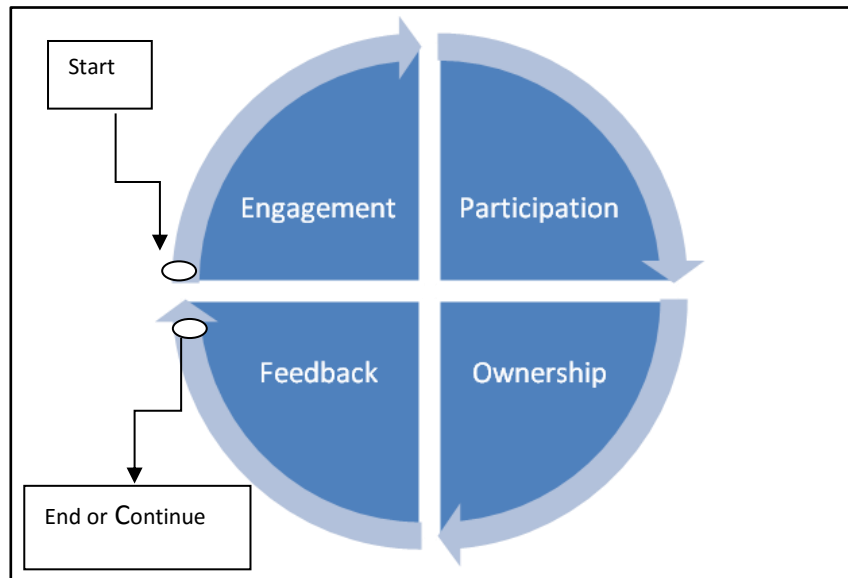 Start
Engagement
Participation
Feedback
Ownership
End or Continue